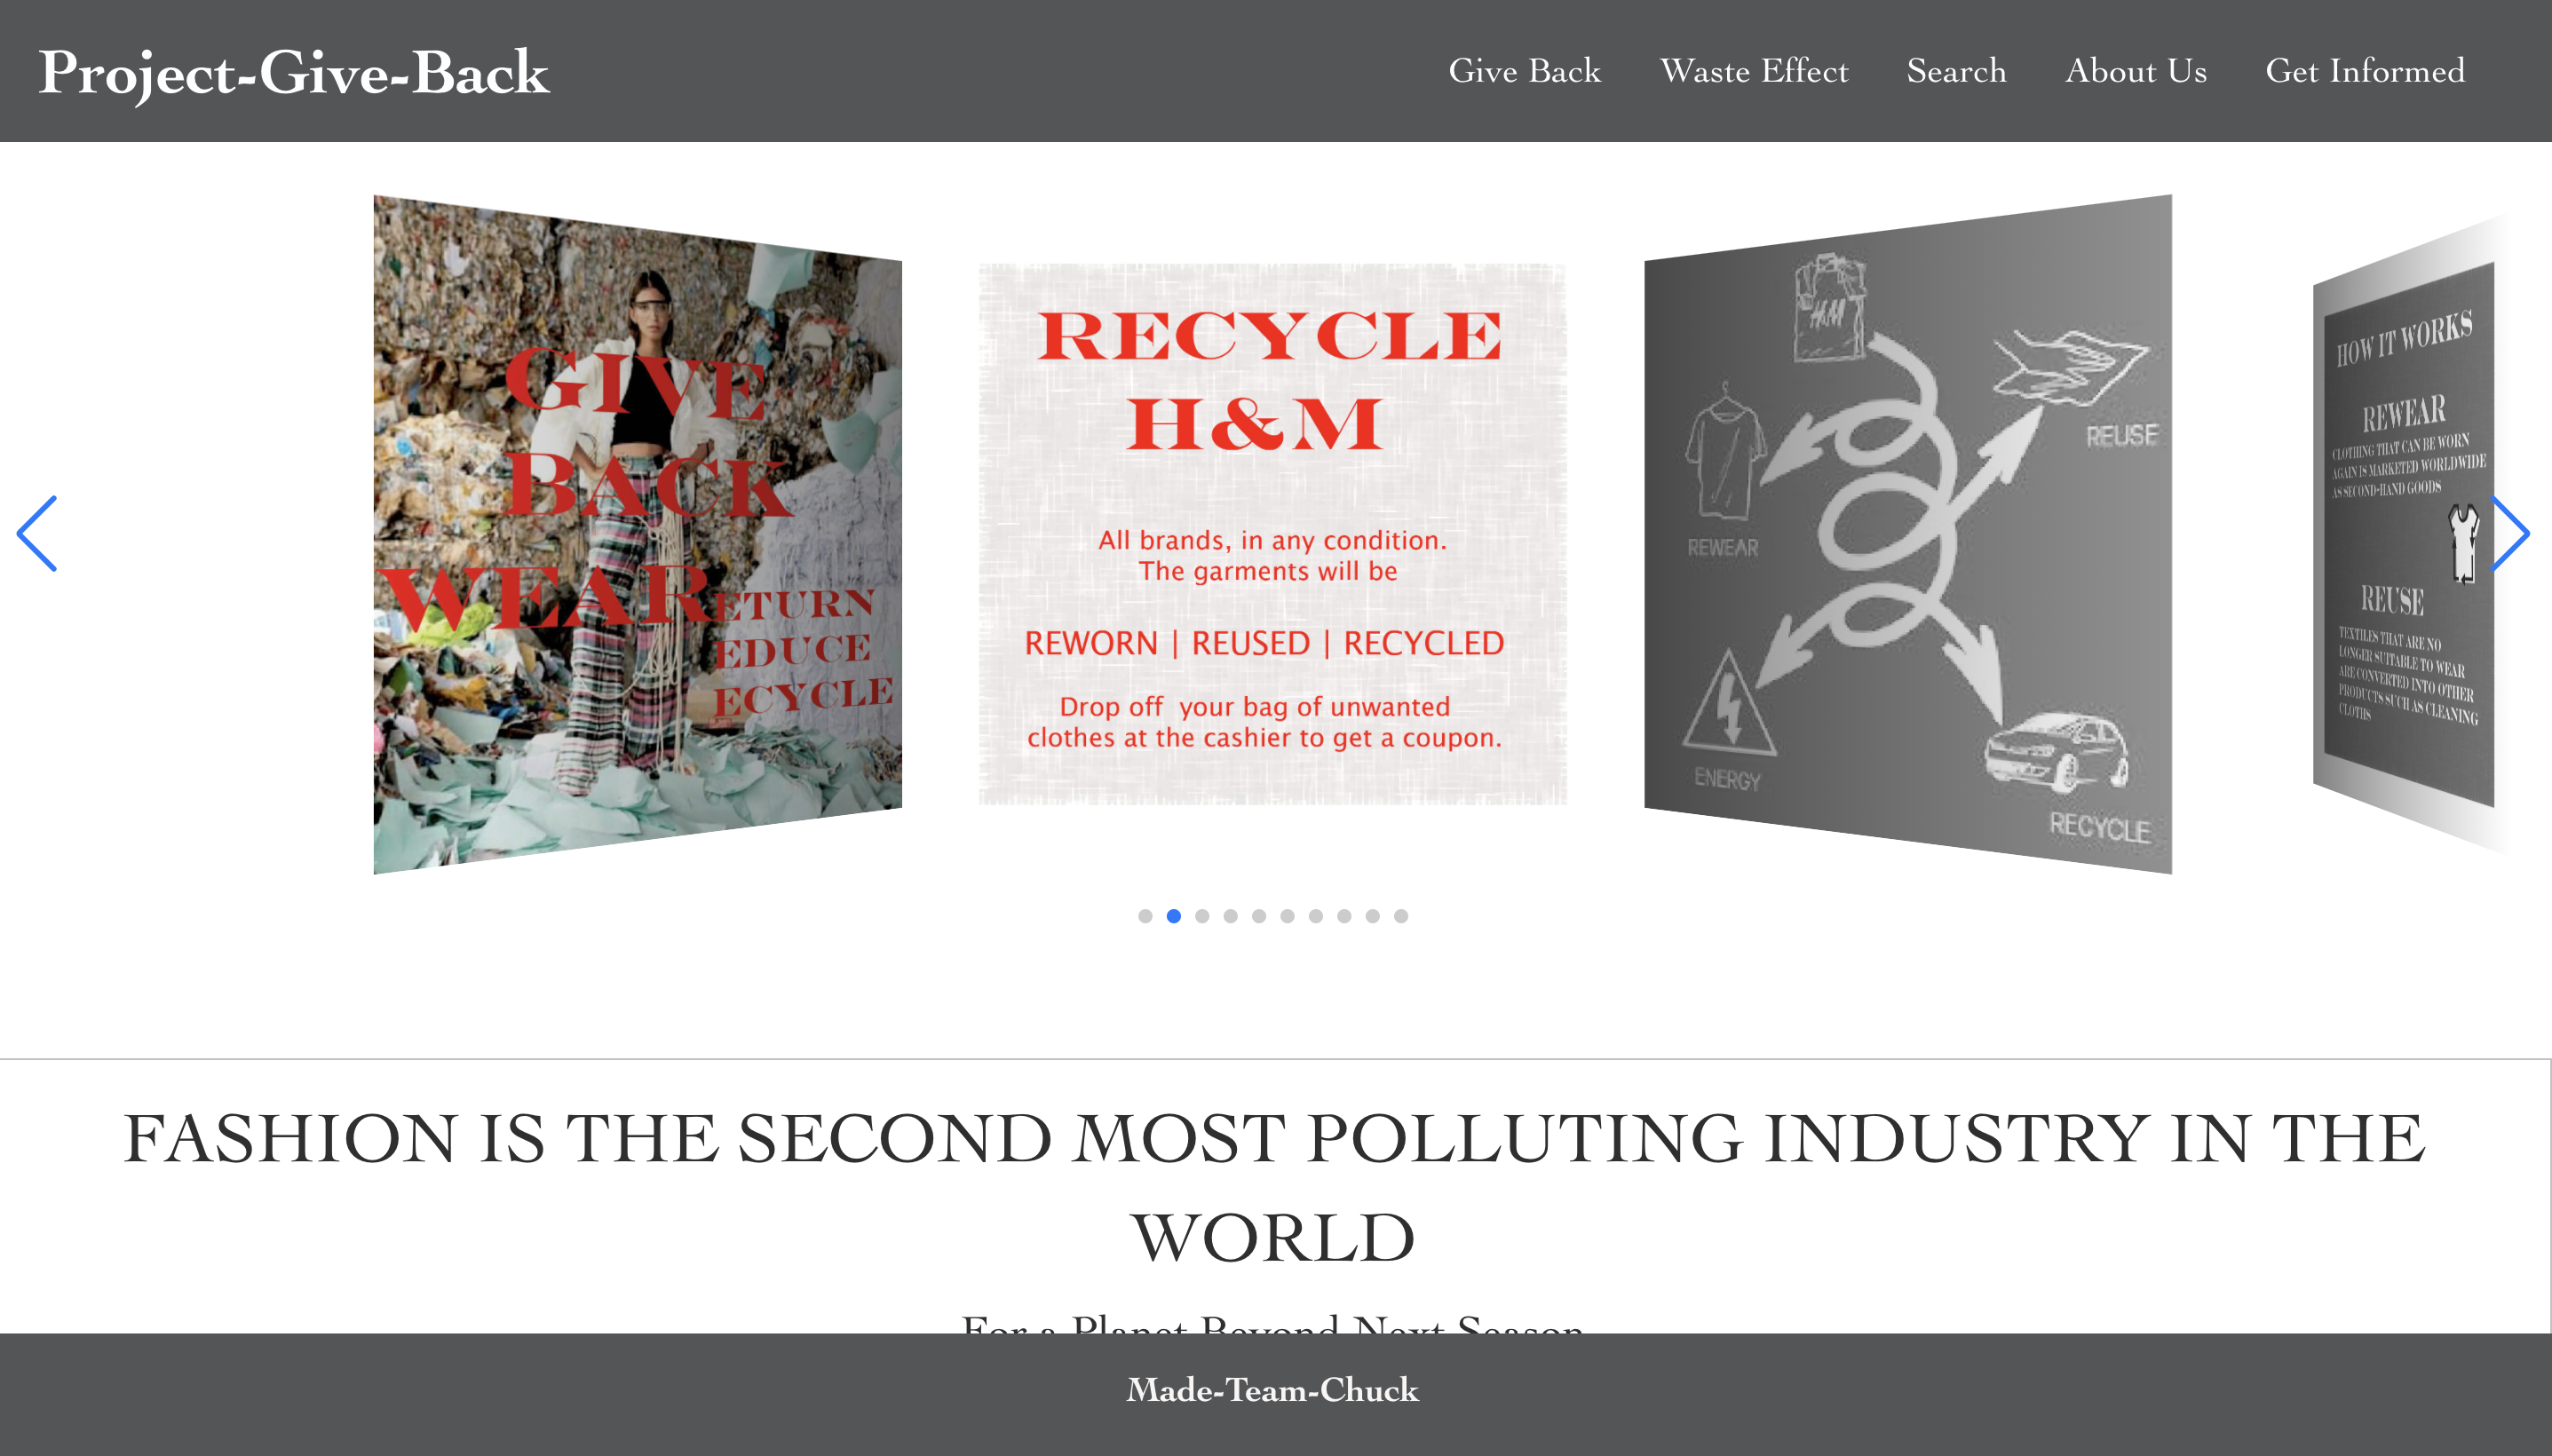 Project-Give-Back
Give Back
Waste Effect
Search
About Us
Get Informed
GIVE
BACK
WEAR
ETURN
EDUCE
ECYCLE
RECYCLE
H&M
All brands, in any condition.
The garments will be
REWORN | REUSED | RECYCLED
Drop off  your bag of unwanted
clothes at the cashier to get a coupon.
H&M
REUSE
REWEAR
ENERGY
RECYCLE
HOW IT WORKS
REWEAR
CLOTHING THAT CAN BE WORN
AGAIN IS MARKETED WORLDWIDE
AS SECOND-HAND GOODS
REUSE
TEXTILES THAT ARE NO
LONGER SUITABLE TO WEAR
ARE CONVERTED INTO OTHER
PRODUCTS SUCH AS CLEANING
CLOTHS
FASHION IS THE SECOND MOST POLLUTING INDUSTRY IN THE
WORLD
For a Planet Beyond Next Season
Made-Team-Chuck